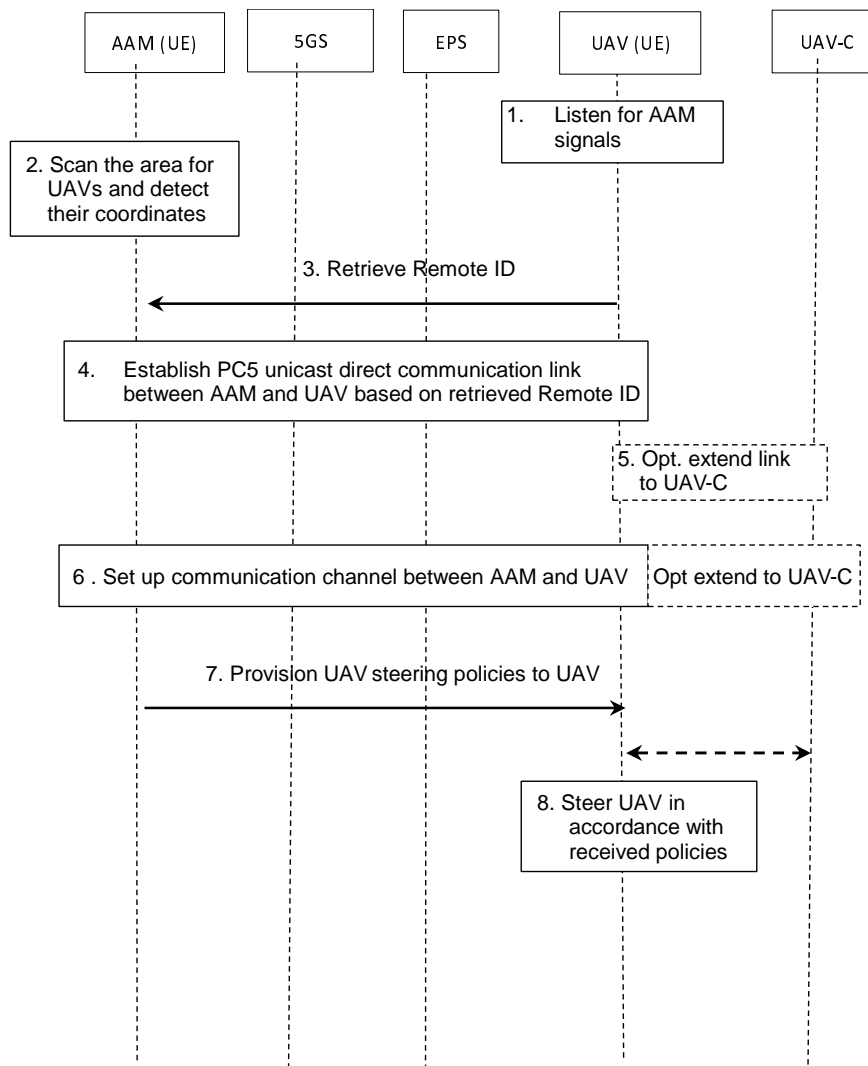 AAM (UE)
5GS
EPS
UAV (UE)
UAV-C
1. Listen for AAM
signals
2. Scan the area for
UAVs and detect
their coordinates
3. Retrieve Remote ID
4. Establish PC5 unicast direct communication link
between AAM and UAV based on retrieved Remote ID
5. Opt. extend link
to UAV-C
6 . Set up communication channel between AAM and UAV
Opt extend to UAV-C
7. Provision UAV steering policies to UAV
8. Steer UAV in
accordance with
received policies